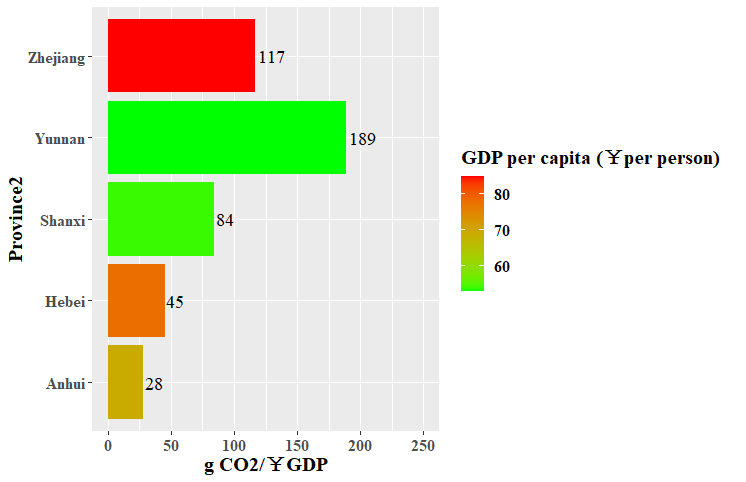 Province2
Zhejiang
117
Yunnan
189
Shanxi
84
Hebei
45
Anhui
28
0 50 100 150 200 250
g CO2/￥GDP
GDP per capita (￥per person)
80
70
60